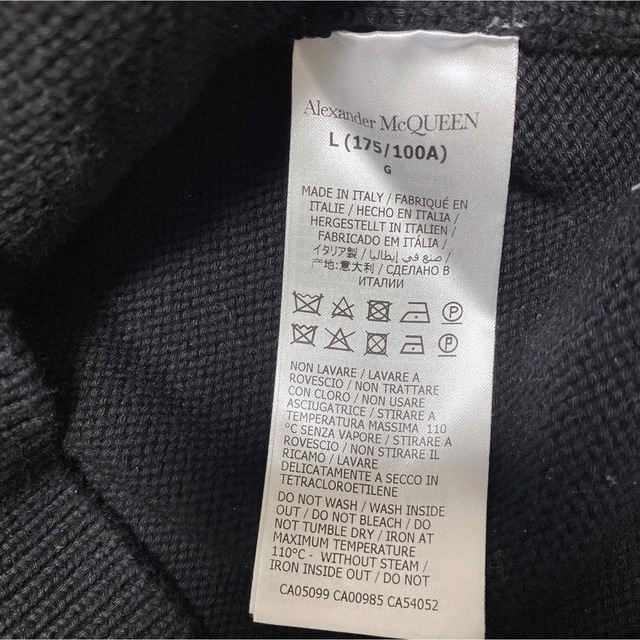 Alexander McQUEEN
L (175/100A)
G
MADE IN ITALY / FABRIQUÉ EN
ITALIE / HECHO EN ITALIA /
HERGESTELLT IN ITALIEN /
FABRICADO EM ITÁLIA /
イタリア製 / صنع في إيطاليا /
产地:意大利 / СДЕЛАНО В
ИТАЛИИ
NON LAVARE / LAVARE A
ROVESCIO / NON TRATTARE
CON CLORO / NON USARE
ASCIUGATRICE / STIRARE A
TEMPERATURA MASSIMA 110
°C SENZA VAPORE / STIRARE A
ROVESCIO / NON STIRARE IL
RICAMO / LAVARE
DELICATAMENTE A SECCO IN
TETRACLOROETILENE
DO NOT WASH / WASH INSIDE
OUT / DO NOT BLEACH / DO
NOT TUMBLE DRY / IRON AT
MAXIMUM TEMPERATURE
110°C - WITHOUT STEAM /
IRON INSIDE OUT / DO NOT
CA05099 CA00985 CA54052